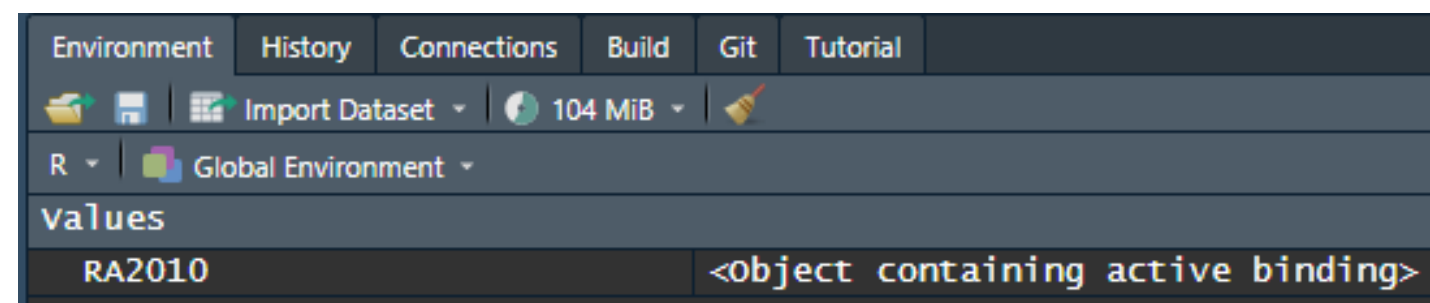 Environment History Connections Build Git Tutorial
Import Dataset 104 MiB
R Global Environment
Values
RA2010 <Object containing active binding>